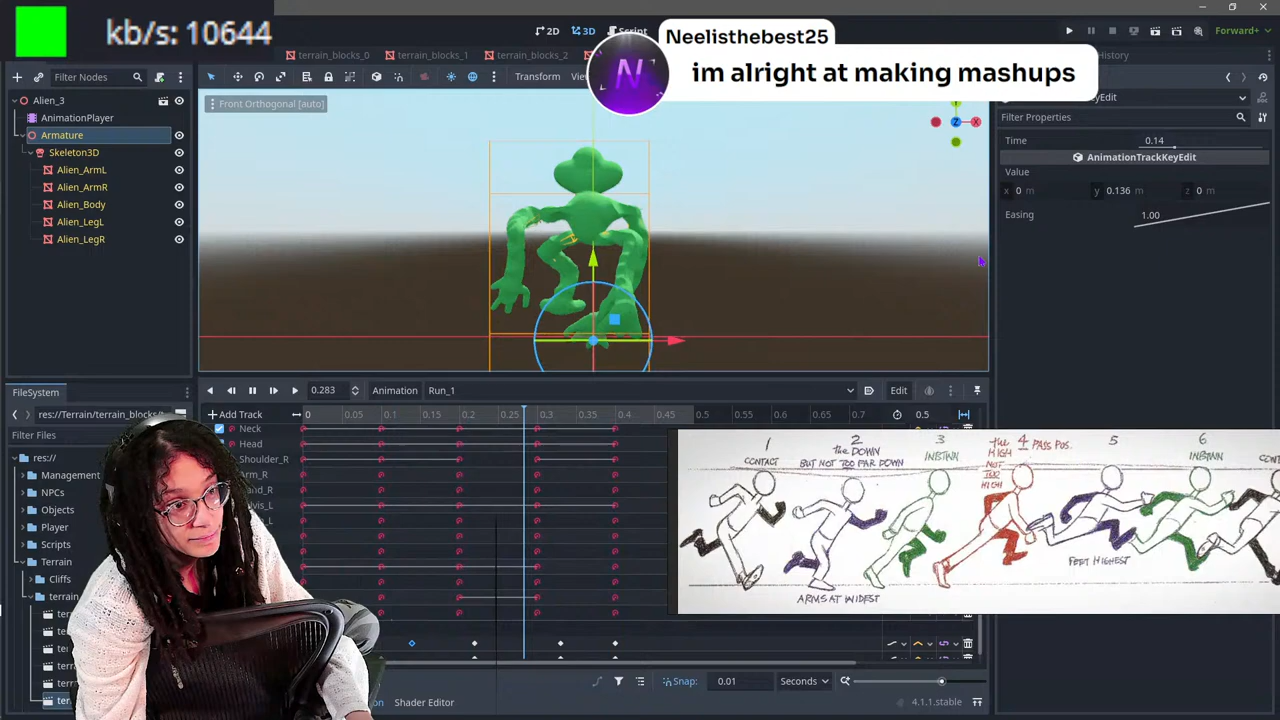 kb/s: 10644
2D
3D
Script
Forward+
Neelisthebest25
im alright at making mashups
terrain_blocks_0
terrain_blocks_1
terrain_blocks_2
Filter Nodes
Transform
Front Orthogonal [auto]
Alien_3
AnimationPlayer
Armature
Skeleton3D
Alien_ArmL
Alien_ArmR
Alien_Body
Alien_LegL
Alien_LegR
Filter Properties
Time
0.14
AnimationTrackKeyEdit
Value
x 0 m
y 0.136 m
z 0 m
Easing
1.00
FileSystem
res://Terrain/terrain_blocks/
Filter Files
res://
Management
NPCs
Objects
Player
Scripts
Terrain
Cliffs
0.283
Animation
Run_1
Edit
Add Track
0 0.05 0.1 0.15 0.2 0.25 0.3 0.35 0.4 0.45 0.5 0.55 0.6 0.65 0.7
0.5
Neck
Head
Shoulder_R
Snap:
0.01
Seconds
Shader Editor
4.1.1.stable
1
CONTACT
2
the DOWN
BUT NOT TOO FAR DOWN
3
the
HIGH
4 PASS POS.
5
6
ARMS AT WIDEST
FEET HIGHEST